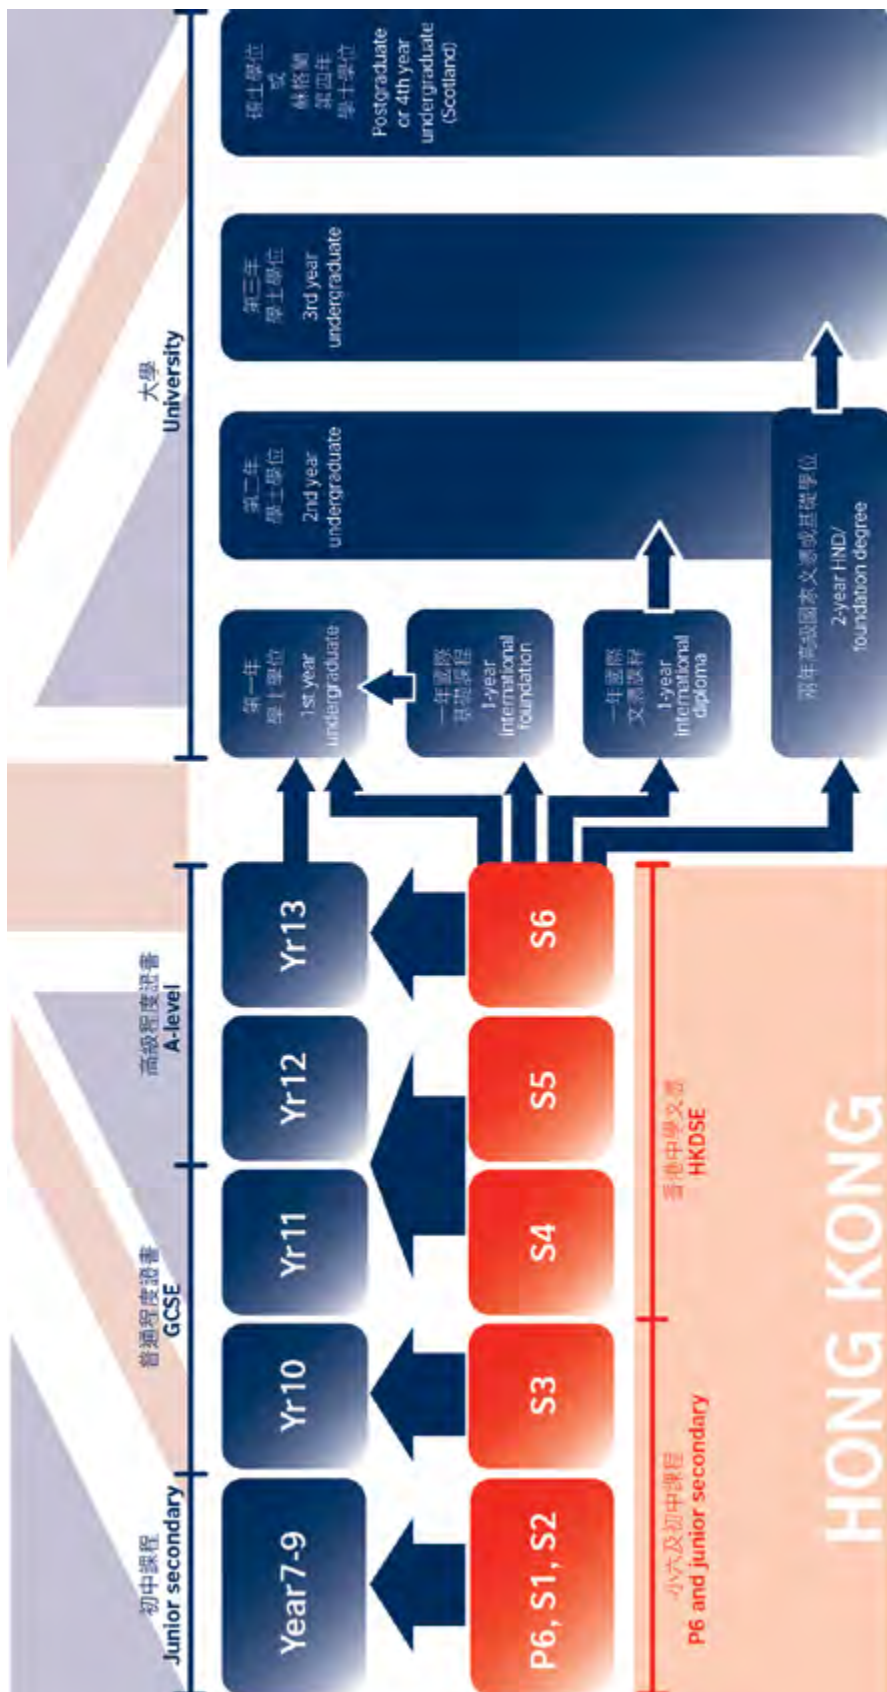 初中課程
Junior secondary
普通程度證書
GCSE
高級程度證書
A-level
大學
University
Year7-9
Yr10
Yr11
Yr12
Yr13
第一年
學士學位
1st year
undergraduate
第二年
學士學位
2nd year
undergraduate
第三年
學士學位
3rd year
undergraduate
碩士學位
或
蘇格蘭
第四年
學士學位
Postgraduate
or 4th year
undergraduate
(Scotland)
一年國際
基礎課程
1-year
international
foundation
一年國際
文憑課程
1-year
international
diploma
兩年高級國家文憑或基礎學位
2-year HND/
foundation degree
P6, S1, S2
S3
S4
S5
S6
小六及初中課程
P6 and junior secondary
香港中學文憑
HKDSE
HONG KONG